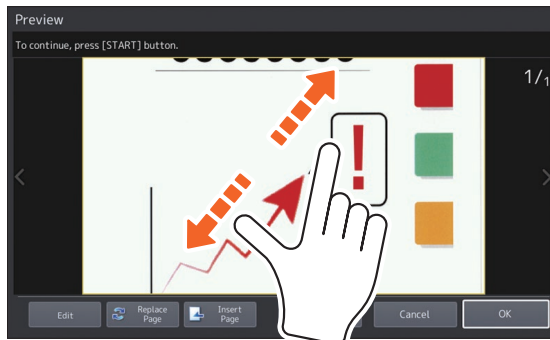 Preview
To continue, press [START] button.
1/1
!
Edit
Replace
Page
Insert
Page
Cancel
OK